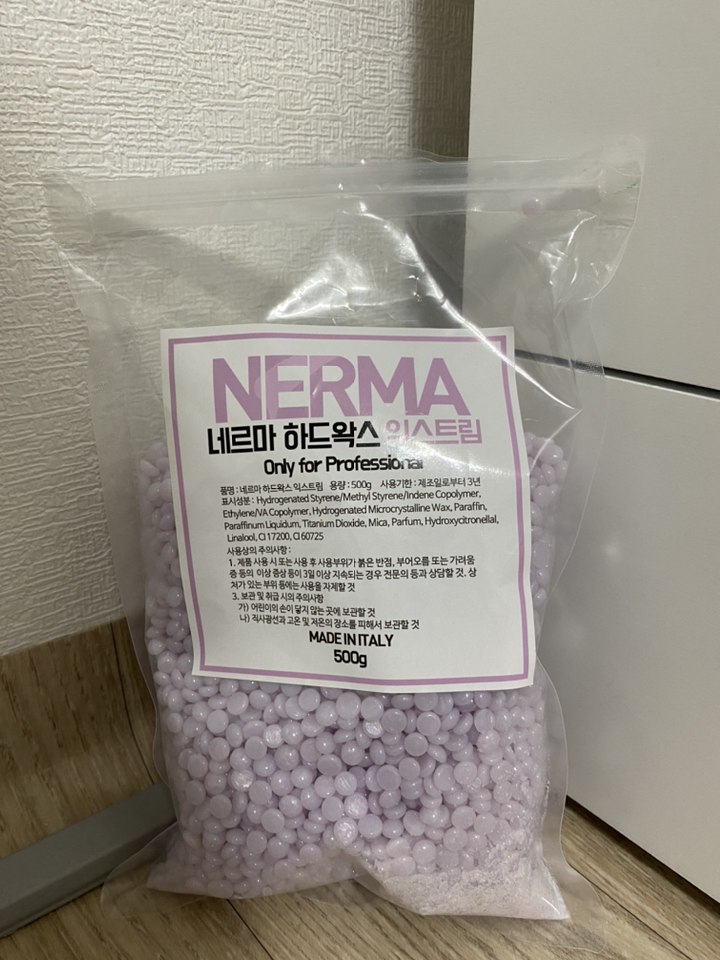 NERMA
네르마 하드왁스 익스트림
Only for Professional
품명 : 네르마 하드왁스 익스트림 용량 : 500g 사용기한 : 제조일로부터 3년
표시성분 : Hydrogenated Styrene/Methyl Styrene/Indene Copolymer,
Ethylene/VA Copolymer, Hydrogenated Microcrystalline Wax, Paraffin,
Paraffinum Liquidum, Titanium Dioxide, Mica, Parfum, Hydroxycitronellal,
Linalool, CI 17200, CI 60725
사용상의 주의사항 :
1. 제품 사용 시 또는 사용 후 사용부위가 붉은 반점, 부어오름 또는 가려움
증 등의 이상 증상 등이 3일 이상 지속되는 경우 전문의 등과 상담할 것. 상
처가 있는 부위 등에는 사용을 자제할 것
3. 보관 및 취급 시의 주의사항
가) 어린이의 손이 닿지 않는 곳에 보관할 것
나) 직사광선과 고온 및 저온의 장소를 피해서 보관할 것
MADE IN ITALY
500g